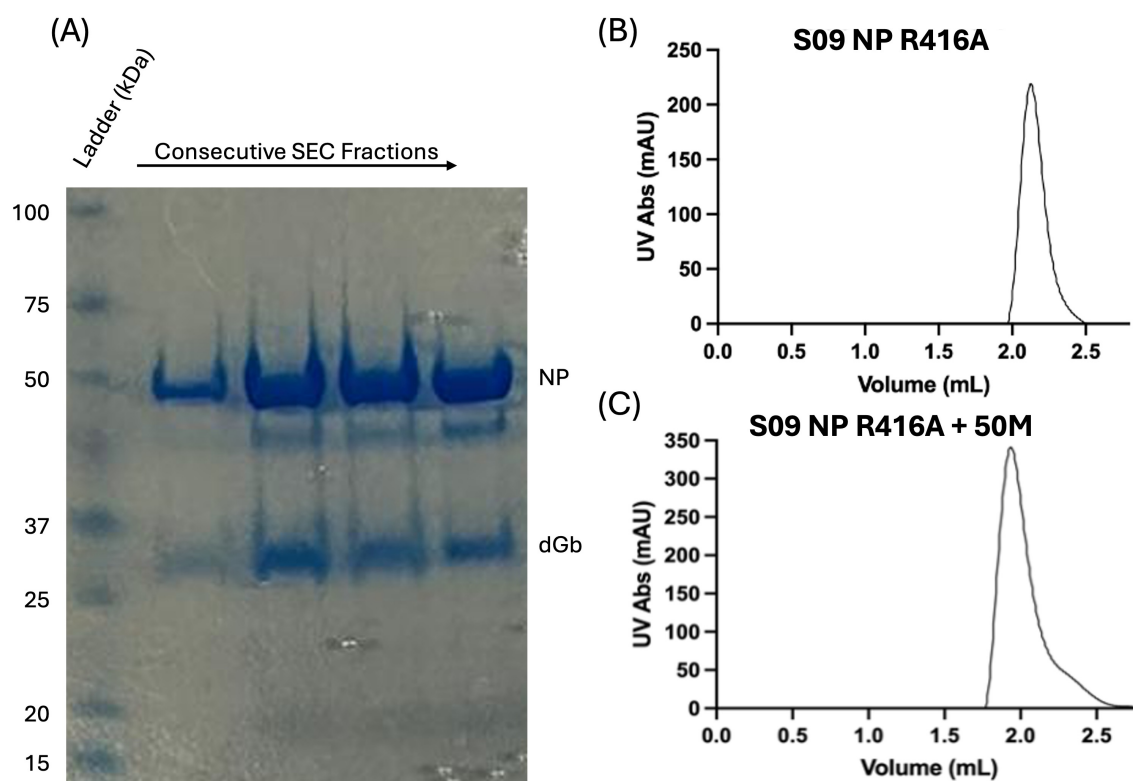 (A)
Ladder (kDa)
Consecutive SEC Fractions
100
75
50
37
25
20
15
NP
dGb
(B)
S09 NP R416A
UV Abs (mAU)
250
200
150
100
50
0
0.0 0.5 1.0 1.5 2.0 2.5
Volume (mL)
(C)
S09 NP R416A + 50M
UV Abs (mAU)
350
300
250
200
150
100
50
0
0.0 0.5 1.0 1.5 2.0 2.5
Volume (mL)